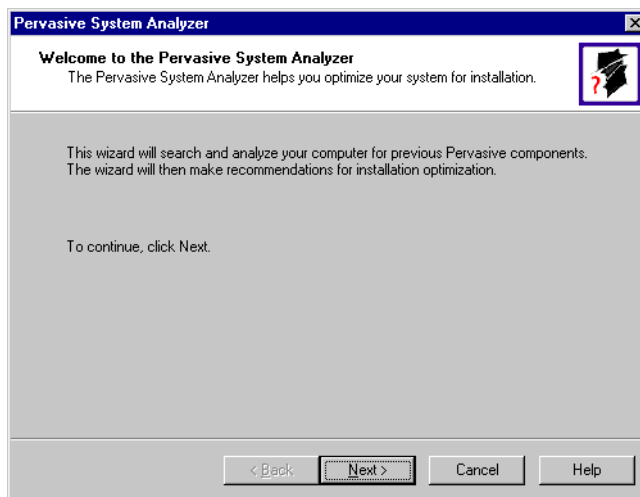 Pervasive System Analyzer
Welcome to the Pervasive System Analyzer
The Pervasive System Analyzer helps you optimize your system for installation.
?
This wizard will search and analyze your computer for previous Pervasive components.
The wizard will then make recommendations for installation optimization.
To continue, click Next.
< Back
Next >
Cancel
Help